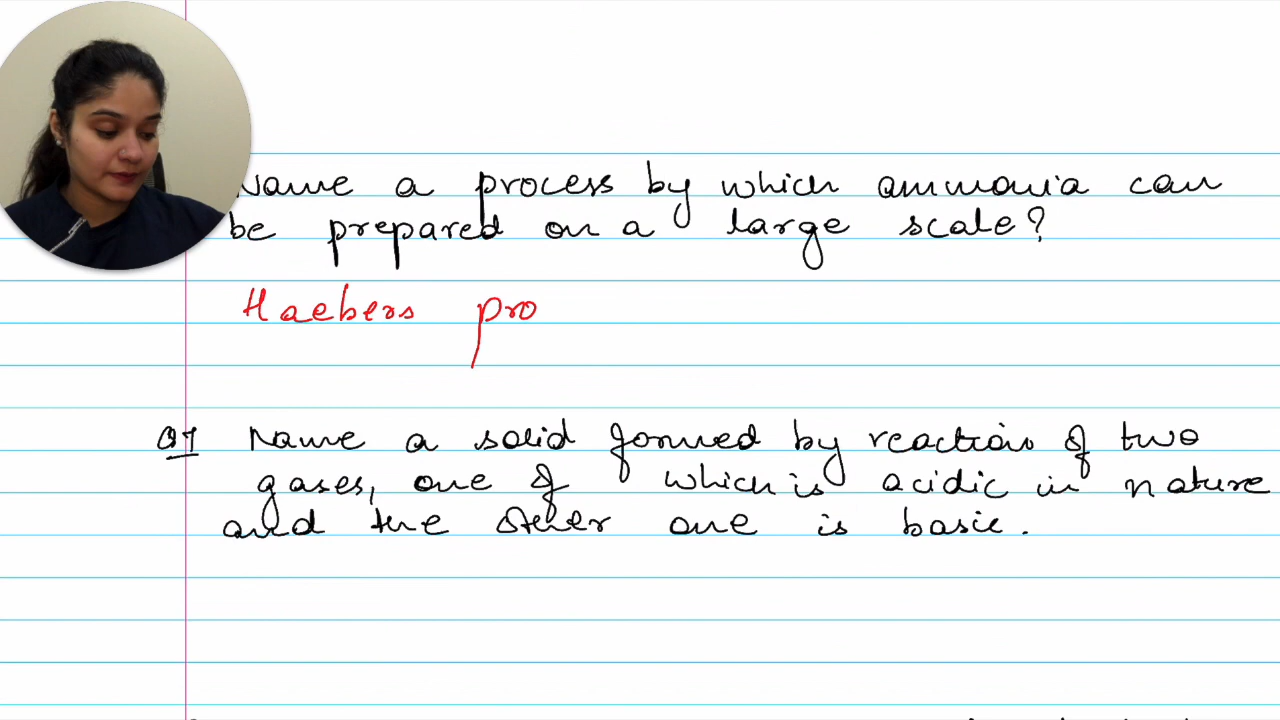 Name a process by which ammonia can
be prepared on a large scale?
Haebers pro
Q7 Name a solid formed by reaction of two
gases, one of which is acidic in nature
and the other one is basic.